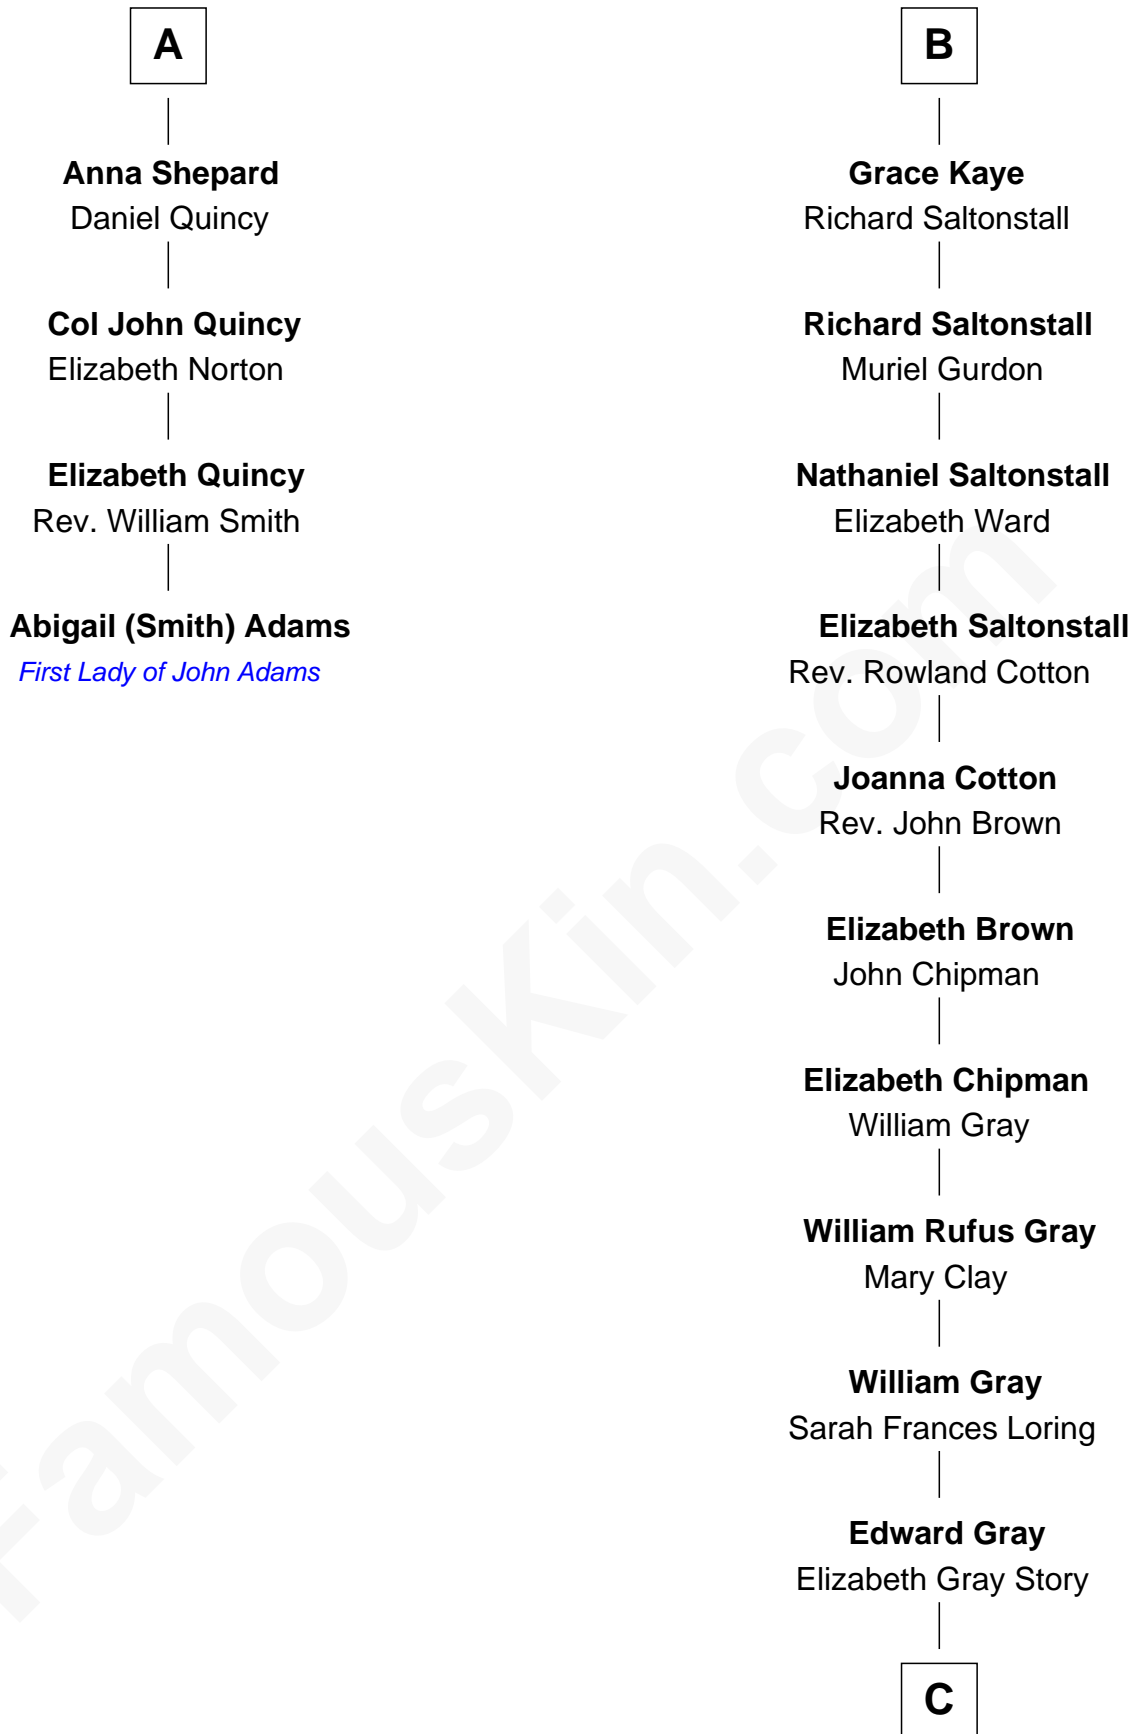 A
Anna Shepard
Daniel Quincy
Col John Quincy
Elizabeth Norton
Elizabeth Quincy
Rev. William Smith
Abigail (Smith) Adams
First Lady of John Adams
B
Grace Kaye
Richard Saltonstall
Richard Saltonstall
Muriel Gurdon
Nathaniel Saltonstall
Elizabeth Ward
Elizabeth Saltonstall
Rev. Rowland Cotton
Joanna Cotton
Rev. John Brown
Elizabeth Brown
John Chipman
Elizabeth Chipman
William Gray
William Rufus Gray
Mary Clay
William Gray
Sarah Frances Loring
Edward Gray
Elizabeth Gray Story
C
FamousKin.com